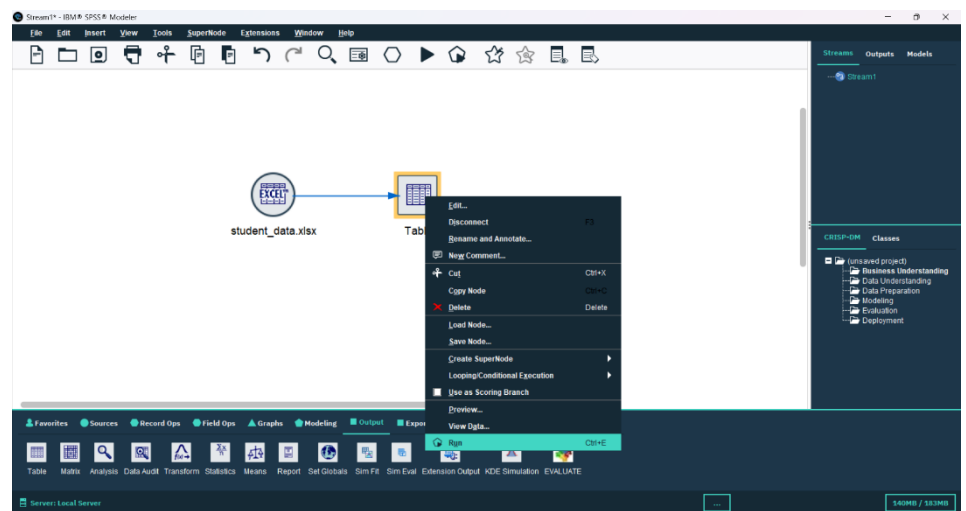 Stream1* - IBM® SPSS® Modeler
File Edit Insert View Tools SuperNode Extensions Window Help
Streams Outputs Models
Stream1
EXCEL
student_data.xlsx
Edit...
Disconnect F3
Rename and Annotate...
New Comment...
Cut Ctrl+X
Copy Node Ctrl+C
Delete Delete
Load Node...
Save Node...
Create SuperNode
Looping/Conditional Execution
Use as Scoring Branch
Preview...
View Data...
Run Ctrl+E
CRISP-DM Classes
(unsaved project)
Business Understanding
Data Understanding
Data Preparation
Modeling
Evaluation
Deployment
Favorites Sources Record Ops Field Ops Graphs Modeling Output
Table Matrix Analysis Data Audit Transform Statistics Means Report Set Globals Sim Fit Sim Eval Extension Output KDE Simulation EVALUATE
Server: Local Server
...
140MB / 183MB